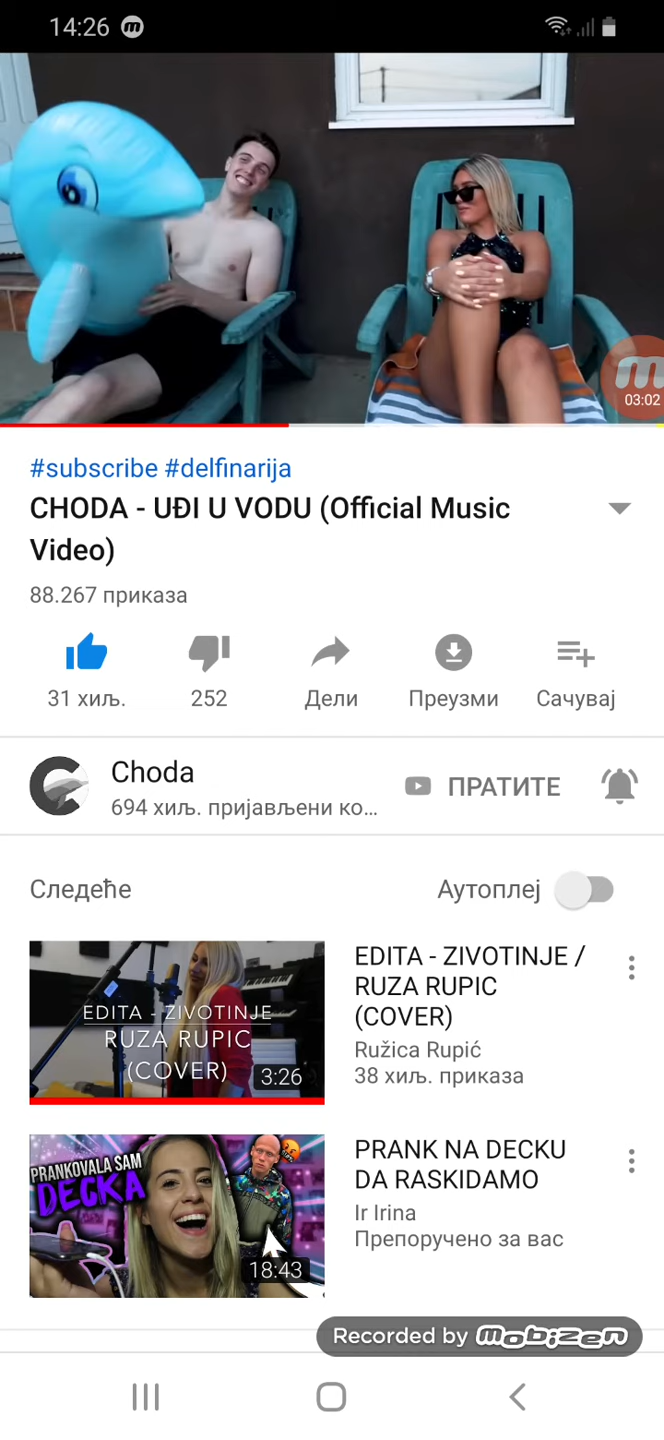 14:26
03:02
#subscribe #delfinarija
CHODA - UĐI U VODU (Official Music
Video)
88.267 приказа
31 хиљ.
252
Дели
Преузми
Сачувај
Choda
694 хиљ. пријављени ко...
ПРАТИТЕ
Следеће
Аутоплеј
EDITA - ZIVOTINJE
RUZA RUPIC
(COVER)
3:26
EDITA - ZIVOTINJE /
RUZA RUPIC
(COVER)
Ružica Rupić
38 хиљ. приказа
PRANKOVALA SAM
DECKA
18:43
PRANK NA DECKU
DA RASKIDAMO
Ir Irina
Препоручено за вас
Recorded by mobizen